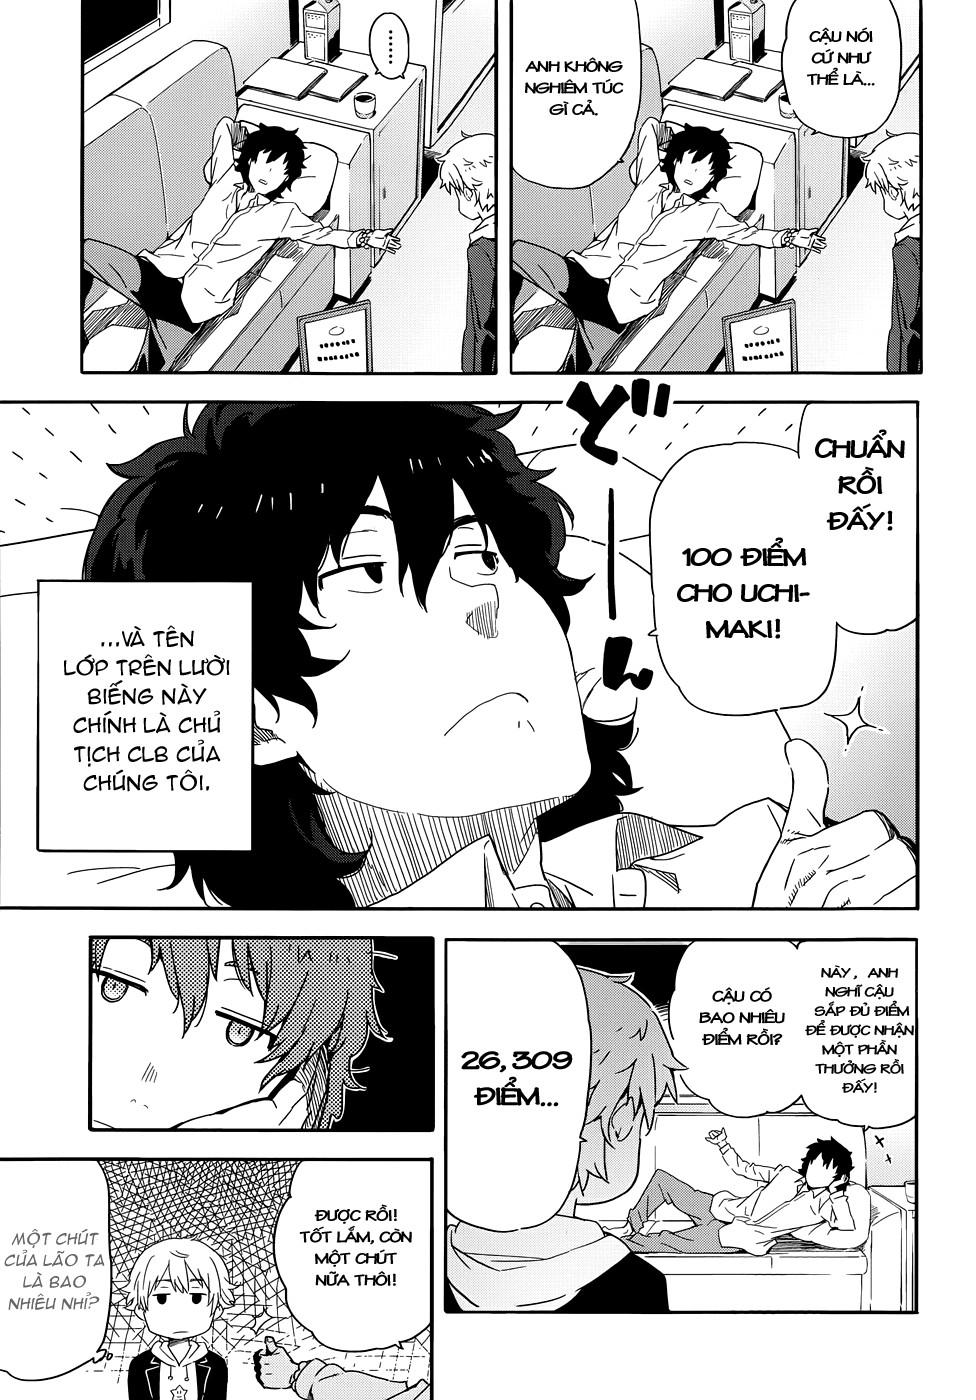 CẬU NÓI
CỨ NHƯ
THỂ LÀ...
ANH KHÔNG
NGHIÊM TÚC
GÌ CẢ.
......
CHUẨN
RỒI
ĐẤY!
100 ĐIỂM
CHO UCHI-
MAKI!
どーん
...VÀ TÊN
LỚP TRÊN LƯỜI
BIẾNG NÀY
CHÍNH LÀ CHỦ
TỊCH CLB CỦA
CHÚNG TÔI.
NÀY, ANH
NGHĨ CẬU
SẮP ĐỦ ĐIỂM
ĐỂ ĐƯỢC NHẬN
MỘT PHẦN
THƯỞNG RỒI
ĐẤY!
CẬU CÓ
BAO NHIÊU
ĐIỂM RỒI?
26,309
ĐIỂM...
ĐƯỢC RỒI!
TỐT LẮM, CÒN
MỘT CHÚT
NỮA THÔI!
MỘT CHÚT
CỦA LÃO TA
LÀ BAO
NHIÊU NHỈ?